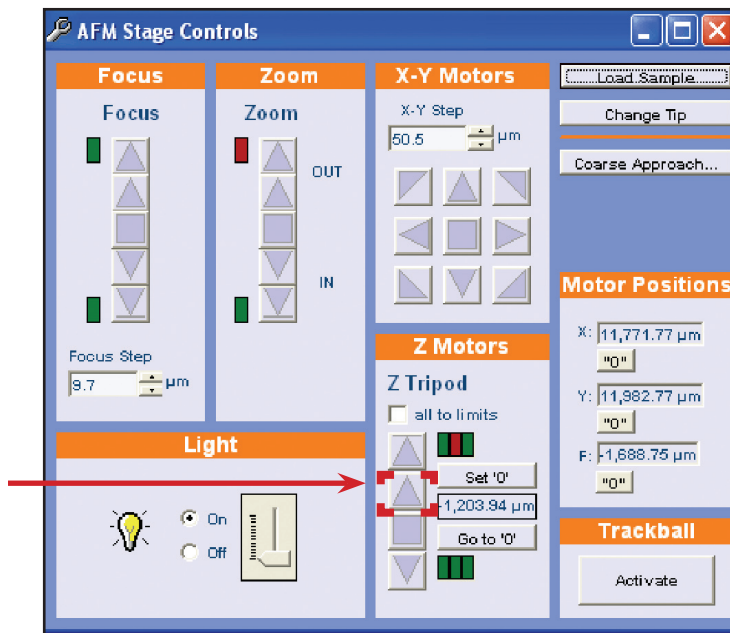 AFM Stage Controls
Focus
Focus
Focus Step
9.7 µm
Zoom
Zoom
OUT
IN
X-Y Motors
X-Y Step
50.5 µm
Load Sample
Change Tip
Coarse Approach...
Light
On
Off
Z Motors
Z Tripod
all to limits
Set '0'
-1,203.94 µm
Go to '0'
Motor Positions
X: 11,771.77 µm
"0"
Y: 11,982.77 µm
"0"
F: -1,688.75 µm
"0"
Trackball
Activate